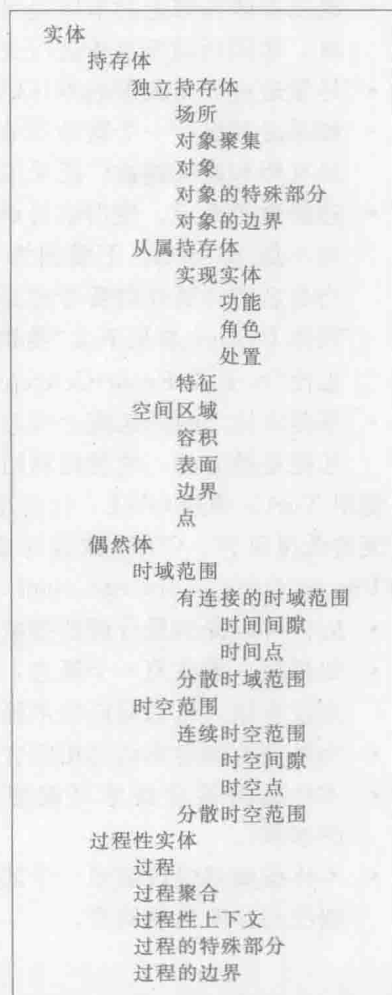 实体
持存体
独立持存体
场所
对象聚集
对象
对象的特殊部分
对象的边界
从属持存体
实现实体
功能
角色
处置
特征
空间区域
容积
表面
边界
点
偶然体
时域范围
有连接的时域范围
时间间隙
时间点
分散时域范围
时空范围
连续时空范围
时空间隙
时空点
分散时空范围
过程性实体
过程
过程聚合
过程性上下文
过程的特殊部分
过程的边界